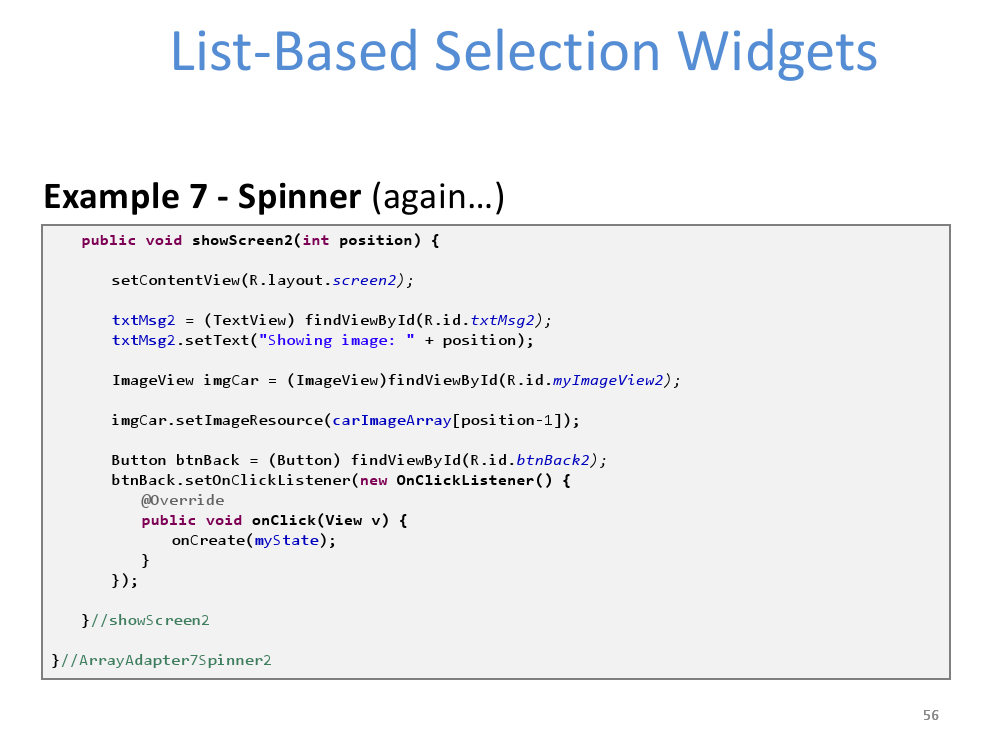 List-Based Selection Widgets
Example 7 - Spinner (again…)
public void showScreen2(int position) {
setContentView(R.layout.screen2);
txtMsg2 = (TextView) findViewById(R.id.txtMsg2);
txtMsg2.setText("Showing image: " + position);
ImageView imgCar = (ImageView)findViewById(R.id.myImageView2);
imgCar.setImageResource(carImageArray[position-1]);
Button btnBack = (Button) findViewById(R.id.btnBack2);
btnBack.setOnClickListener(new OnClickListener() {
@Override
public void onClick(View v) {
onCreate(myState);
}
});
}//showScreen2
}//ArrayAdapter7Spinner2
56